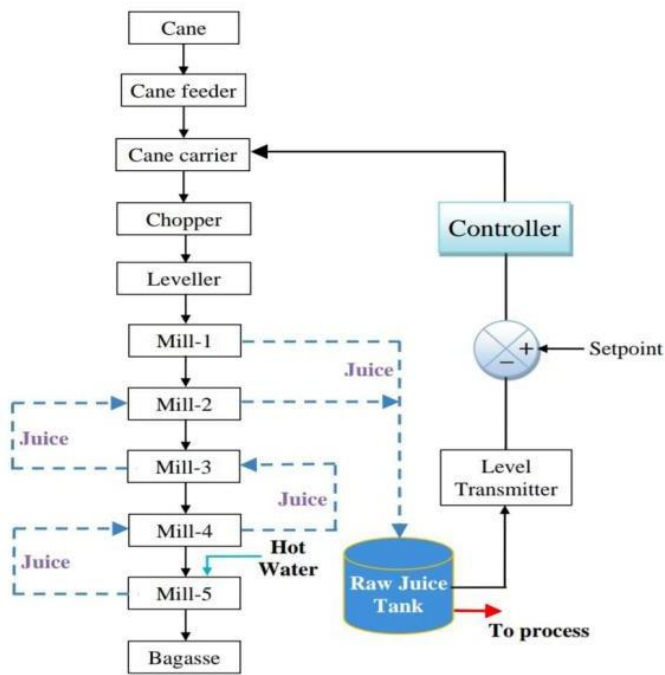 Cane
Cane feeder
Cane carrier
Chopper
Leveller
Mill-1
Mill-2
Mill-3
Mill-4
Mill-5
Bagasse
Juice
Juice
Juice
Juice
Hot
Water
Controller
+
−
Setpoint
Level
Transmitter
Raw Juice
Tank
To process